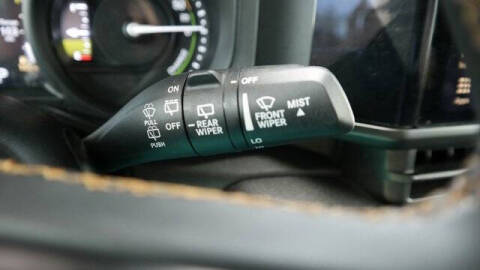 ON
OFF
PULL
OFF
REAR
WIPER
FRONT
WIPER
MIST
PUSH
LO